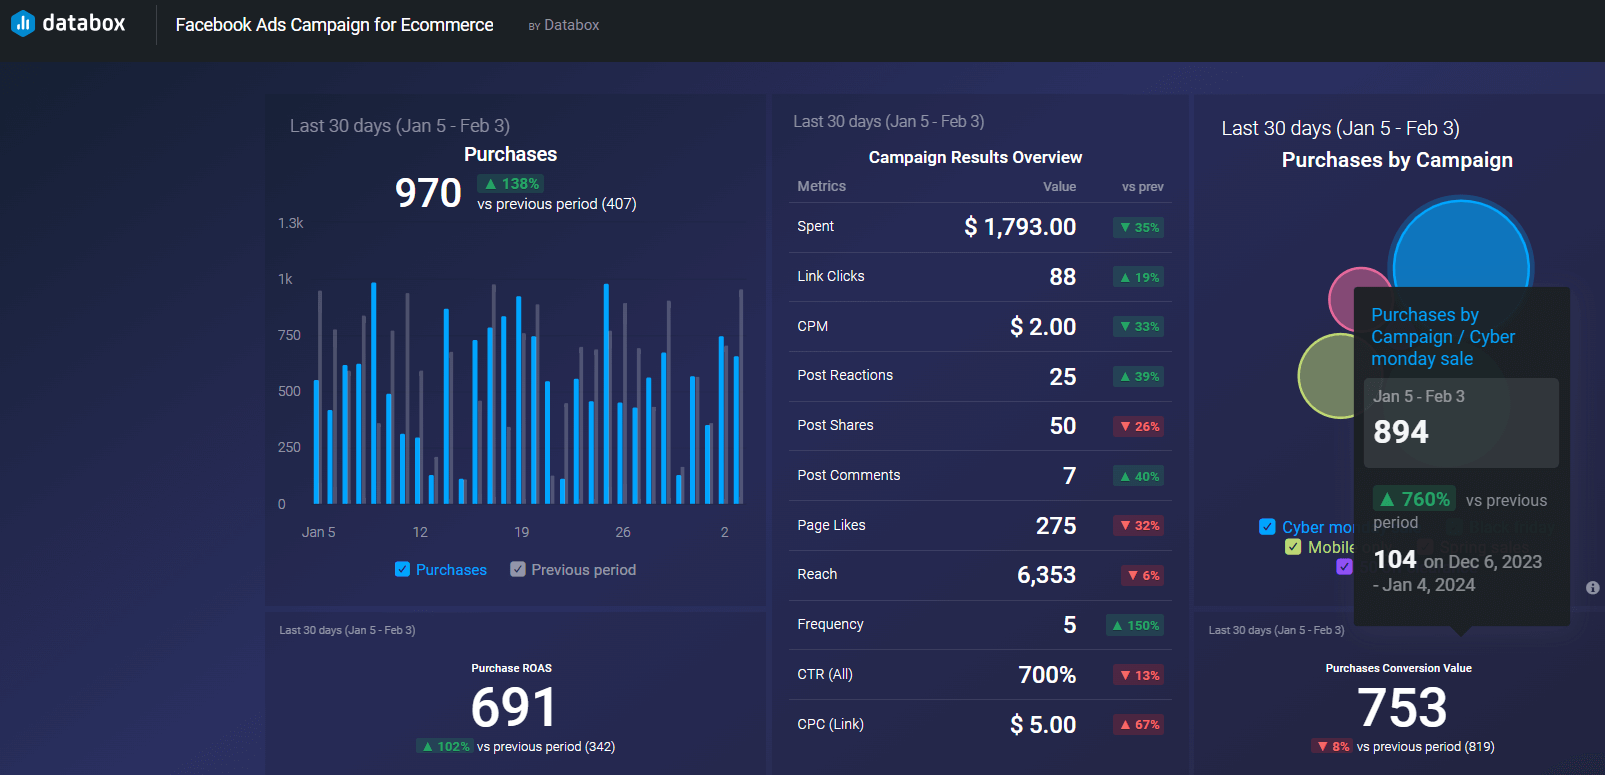 databox
Facebook Ads Campaign for Ecommerce
BY Databox
Last 30 days (Jan 5 - Feb 3)
Purchases
970
▲ 138%
vs previous period (407)
1.3k
1k
750
500
250
0
Jan 5 12 19 26 2
Purchases Previous period
Last 30 days (Jan 5 - Feb 3)
Campaign Results Overview
Metrics Value vs prev
Spent $ 1,793.00 ▼ 35%
Link Clicks 88 ▲ 19%
CPM $ 2.00 ▼ 33%
Post Reactions 25 ▲ 39%
Post Shares 50 ▼ 26%
Post Comments 7 ▲ 40%
Page Likes 275 ▼ 32%
Reach 6,353 ▼ 6%
Frequency 5 ▲ 150%
CTR (All) 700% ▼ 13%
CPC (Link) $ 5.00 ▲ 67%
Last 30 days (Jan 5 - Feb 3)
Purchases by Campaign
Purchases by
Campaign / Cyber
monday sale
Jan 5 - Feb 3
894
▲ 760% vs previous
period
104 on Dec 6, 2023
- Jan 4, 2024
Cyber
Mobile
Last 30 days (Jan 5 - Feb 3)
Purchase ROAS
691
▲ 102% vs previous period (342)
Last 30 days (Jan 5 - Feb 3)
Purchases Conversion Value
753
▼ 8% vs previous period (819)